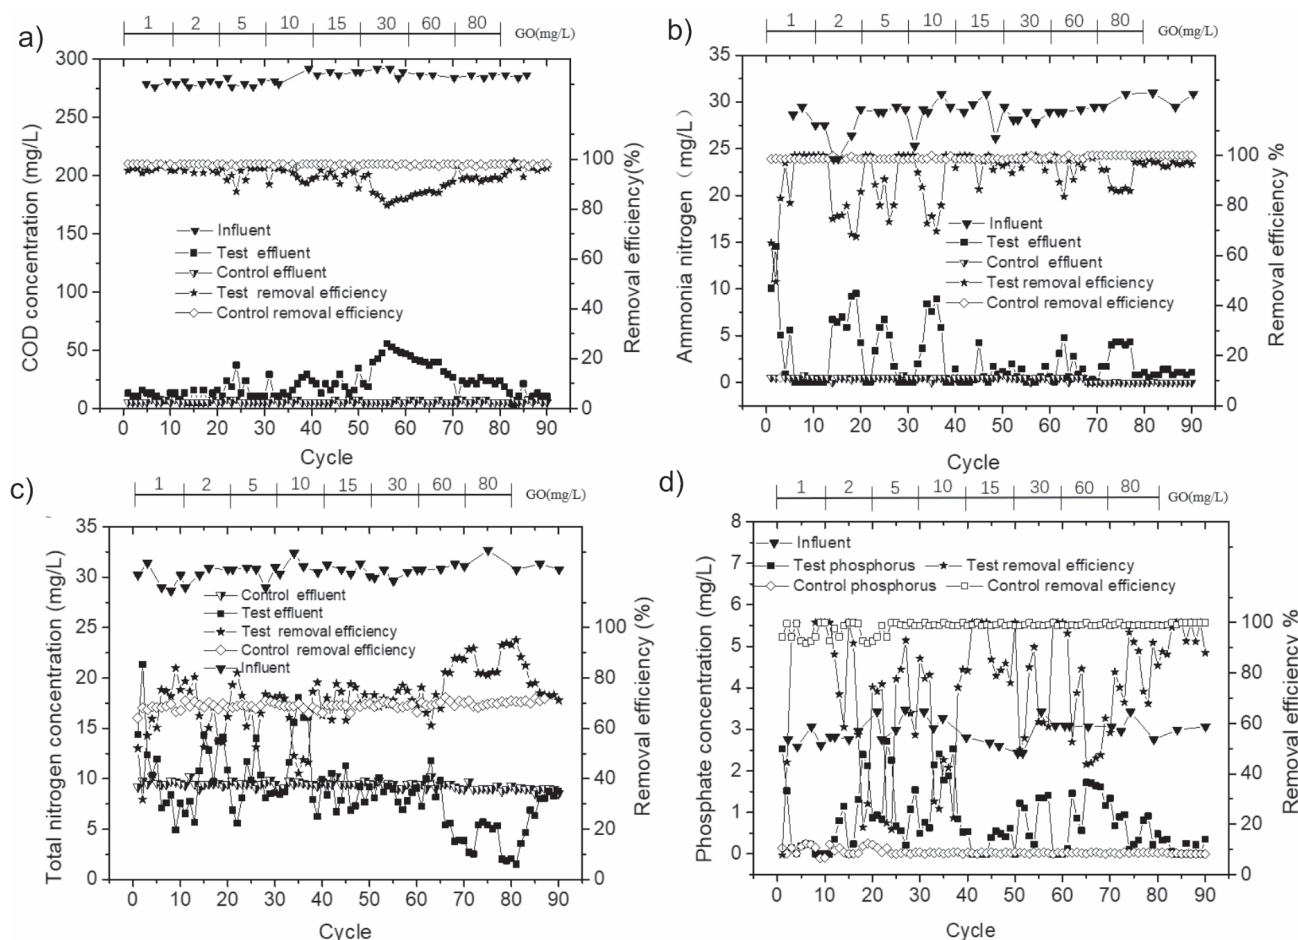 a)
1 2 5 10 15 30 60 80 GO(mg/L)
COD concentration (mg/L)
300
250
200
150
100
50
0
Influent
Test effluent
Control effluent
Test removal efficiency
Control removal efficiency
100
80
60
40
20
0
Removal efficiency(%)
0 10 20 30 40 50 60 70 80 90
Cycle
b)
1 2 5 10 15 30 60 80 GO(mg/L)
Ammonia nitrogen (mg/L)
35
30
25
20
15
10
5
0
Influent
Test effluent
Control effluent
Test removal efficiency
Control removal efficiency
100
80
60
40
20
0
Removal efficiency %
0 10 20 30 40 50 60 70 80 90
Cycle
c)
1 2 5 10 15 30 60 80 GO(mg/L)
Total nitrogen concentration (mg/L)
35
30
25
20
15
10
5
0
Control effluent
Test effluent
Test removal efficiency
Control removal efficiency
Influent
100
80
60
40
20
0
Removal efficiency (%)
0 10 20 30 40 50 60 70 80 90
Cycle
d)
1 2 5 10 15 30 60 80 GO(mg/L)
Phosphate concentration (mg/L)
8
7
6
5
4
3
2
1
0
Influent
Test phosphorus Test removal efficiency
Control phosphorus Control removal efficiency
100 %
80
60
40
20
0
Removal efficiency
0 10 20 30 40 50 60 70 80 90
Cycle